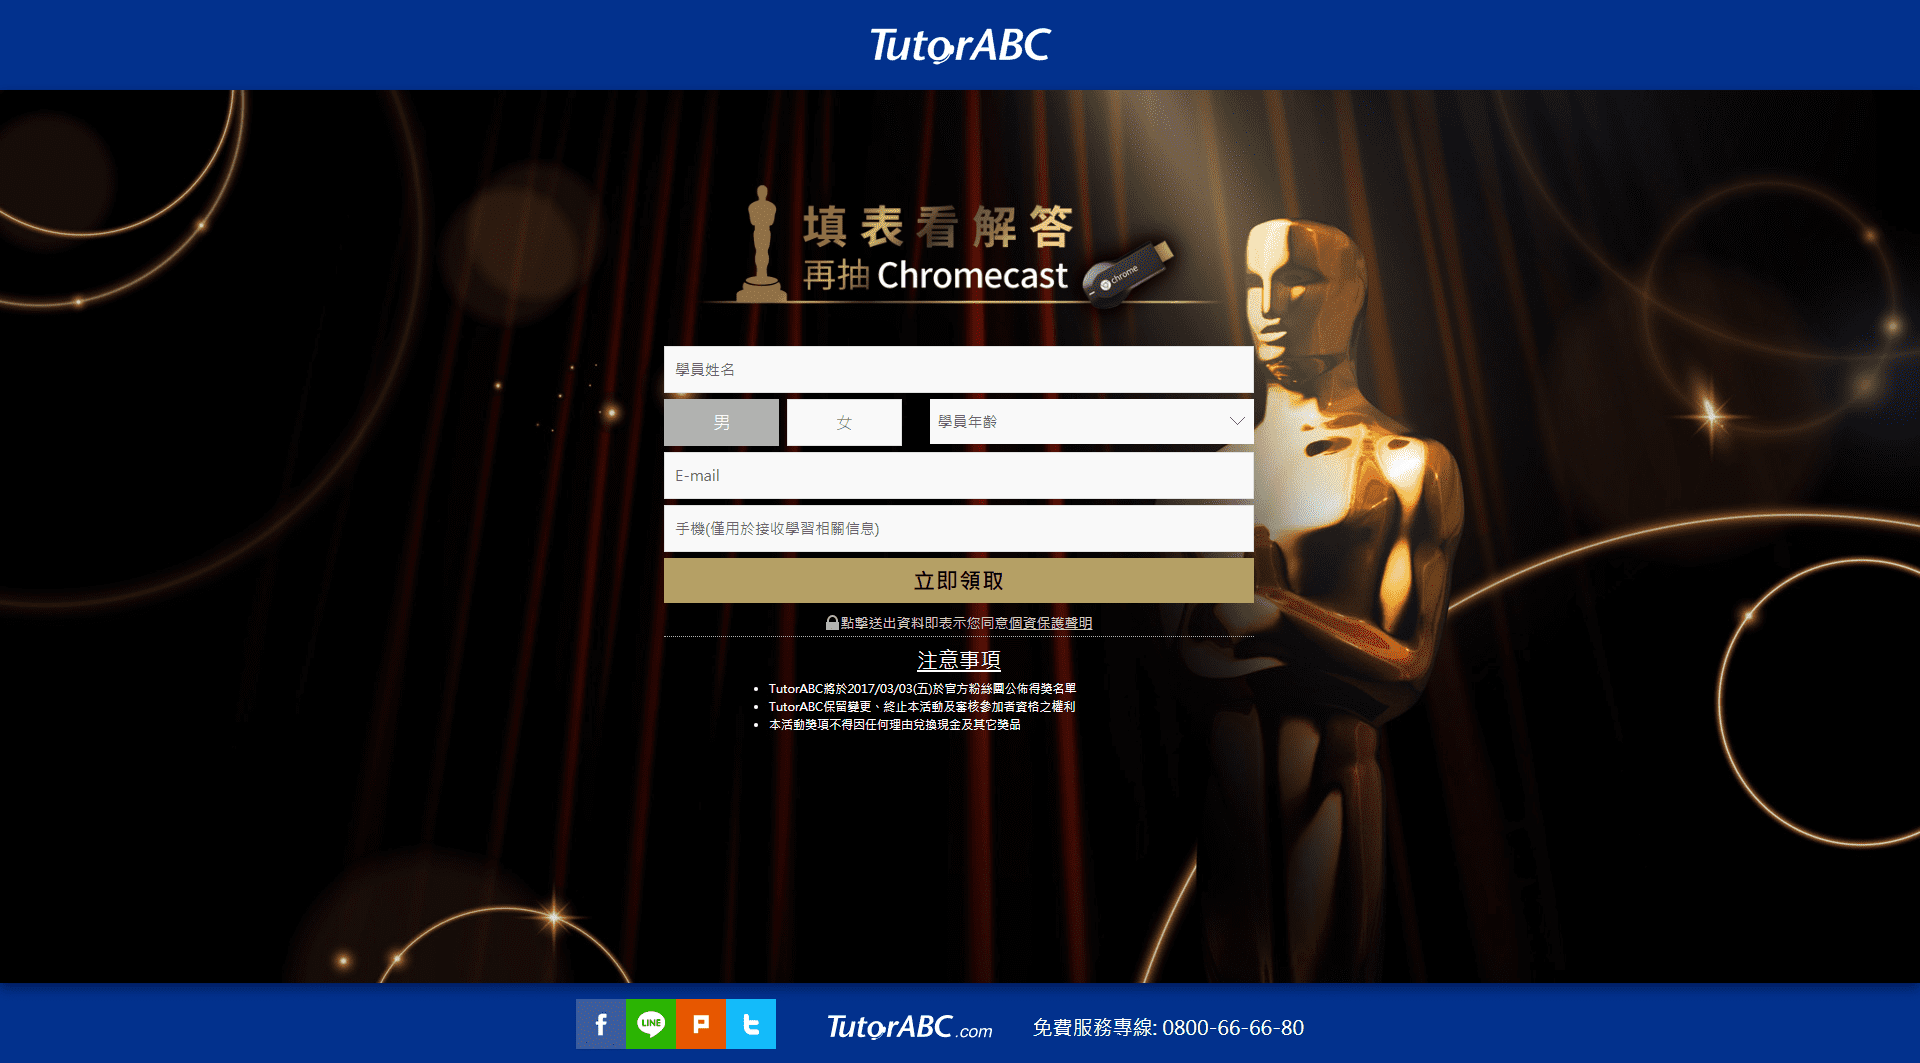 TutorABC
填表看解答
再抽 Chromecast
chrome
學員姓名
男
女
學員年齡
E-mail
手機(僅用於接收學習相關信息)
立即領取
點擊送出資料即表示您同意個資保護聲明
注意事項
TutorABC將於2017/03/03(五)於官方粉絲團公佈得獎名單
TutorABC保留變更、終止本活動及審核參加者資格之權利
本活動獎項不得因任何理由兌換現金及其它獎品
LINE
TutorABC.com
免費服務專線: 0800-66-66-80